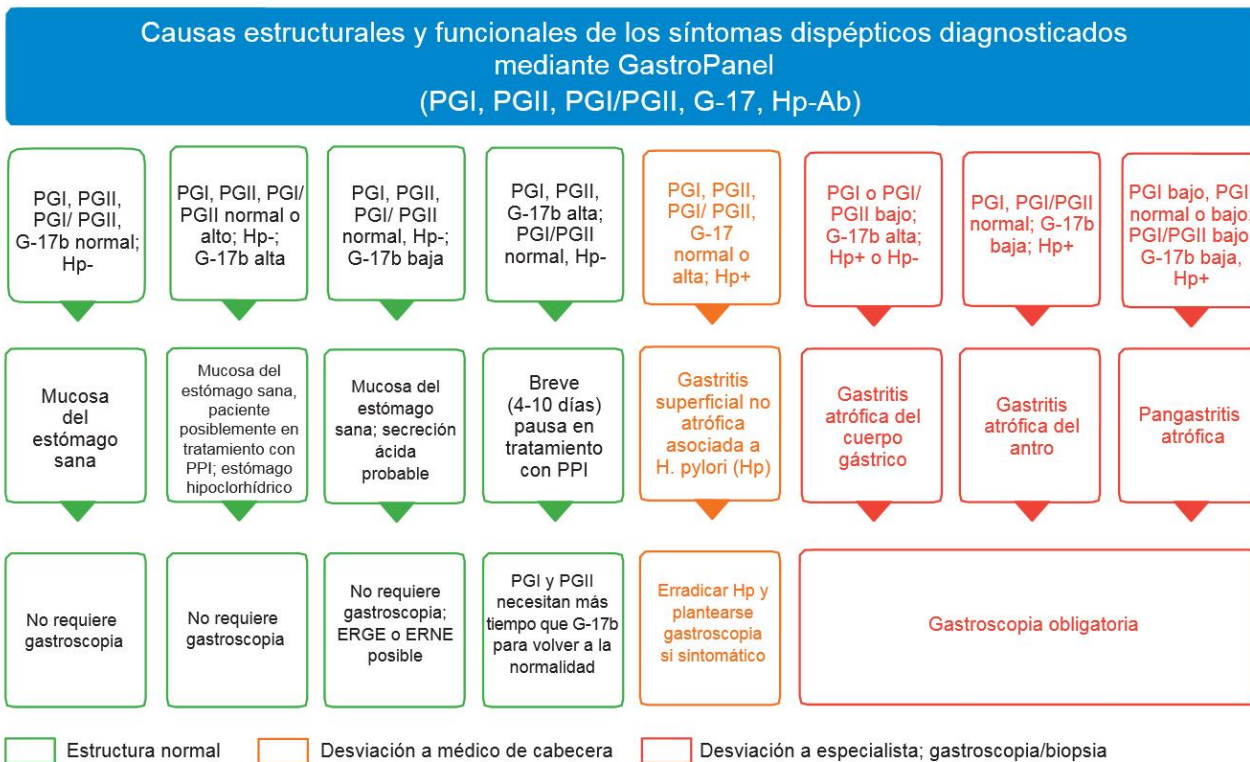 Causas estructurales y funcionales de los síntomas dispépticos diagnosticados
mediante GastroPanel
(PGI, PGII, PGI/PGII, G-17, Hp-Ab)
PGI, PGII,
PGI/ PGII,
G-17b normal;
Hp-
PGI, PGII, PGI/
PGII normal o
alto; Hp-;
G-17b alta
PGI, PGII,
PGI/ PGII
normal, Hp-;
G-17b baja
PGI, PGII,
G-17b alta;
PGI/PGII
normal, Hp-
PGI, PGII,
PGI/ PGII,
G-17
normal o
alta; Hp+
PGI o PGI/
PGII bajo;
G-17b alta;
Hp+ o Hp-
PGI, PGI/PGII
normal; G-17b
baja; Hp+
PGI bajo, PGII
normal o bajo;
PGI/PGII bajo
G-17b baja,
Hp+
Mucosa
del
estómago
sana
Mucosa del
estómago sana,
paciente
posiblemente en
tratamiento con
PPI; estómago
hipoclorhídrico
Mucosa del
estómago
sana; secreción
ácida
probable
Breve
(4-10 días)
pausa en
tratamiento
con PPI
Gastritis
superficial no
atrófica
asociada a
H. pylori (Hp)
Gastritis
atrófica del
cuerpo
gástrico
Gastritis
atrófica del
antro
Pangastritis
atrófica
No requiere
gastroscopia
No requiere
gastroscopia
No requiere
gastroscopia;
ERGE o ERNE
posible
PGI y PGII
necesitan más
tiempo que G-17b
para volver a la
normalidad
Erradicar Hp y
plantearse
gastroscopia
si sintomático
Gastroscopia obligatoria
Estructura normal
Desviación a médico de cabecera
Desviación a especialista; gastroscopia/biopsia